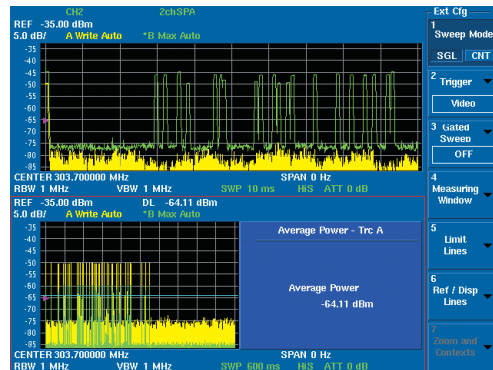 CH2 2chSPA
REF -35.00 dBm
5.0 dB/ A Write Auto *B Max Auto
-35
-40
-45
-50
-55
-60
-65
-70
-75
-80
-85
CENTER 303.700000 MHz SPAN 0 Hz
RBW 1 MHz VBW 1 MHz SWP 10 ms HiS ATT 0 dB
REF -35.00 dBm DL -64.11 dBm
5.0 dB/ A Write Auto *B Max Auto
-35
-40
-45
-50
-55
-60
-65
-70
-75
-80
-85
Average Power - Trc A
Average Power
-64.11 dBm
CENTER 303.700000 MHz SPAN 0 Hz
RBW 1 MHz VBW 1 MHz SWP 600 ms HiS ATT 0 dB
Ext Cfg
1
Sweep Mode
SGL CNT
2 Trigger
Video
3 Gated
Sweep
OFF
4
Measuring
Window
5
Limit
Lines
6
Ref / Disp
Lines
7
Zoom and
Contexts